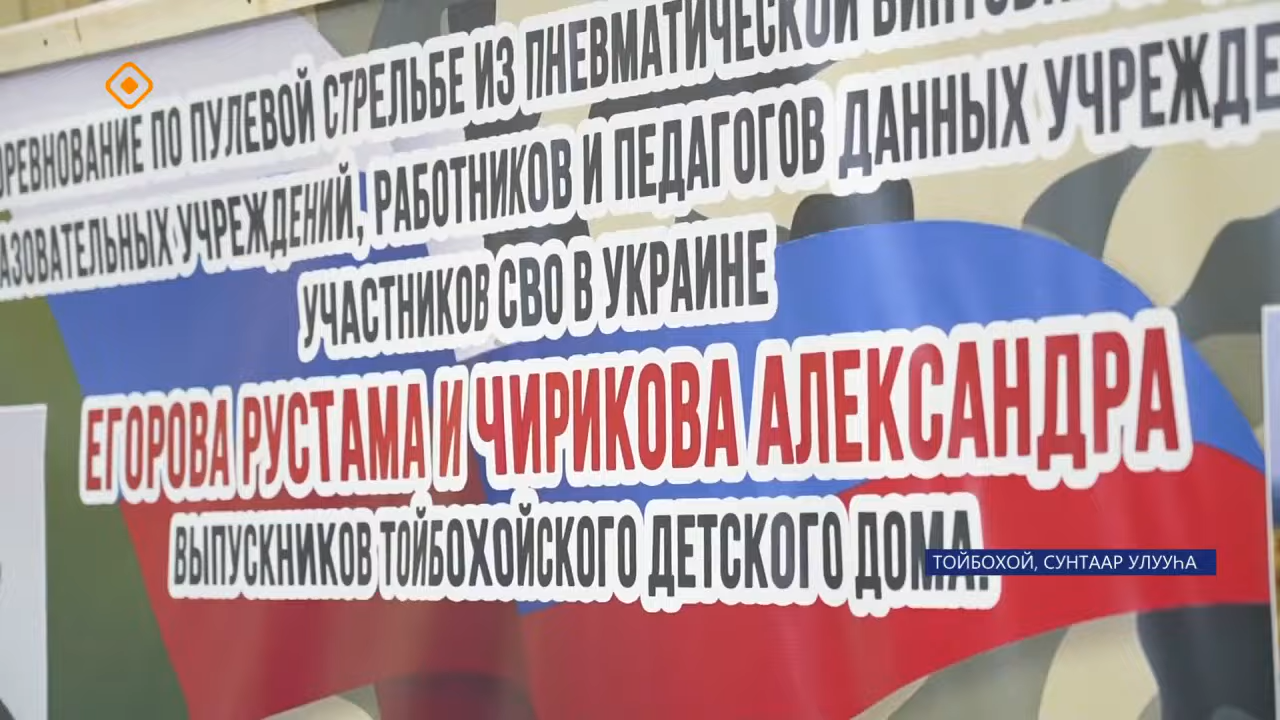 ОРЕВНОВАНИЕ ПО ПУЛЕВОЙ СТРЕЛЬБЕ ИЗ ПНЕВМАТИЧЕСКОЙ
АЗОВАТЕЛЬНЫХ УЧРЕЖДЕНИЙ, РАБОТНИКОВ И ПЕДАГОГОВ ДАННЫХ УЧРЕЖДЕ
УЧАСТНИКОВ СВО В УКРАИНЕ
ЕГОРОВА РУСТАМА И ЧИРИКОВА АЛЕКСАНДРА
ВЫПУСКНИКОВ ТОЙБОХОЙСКОГО ДЕТСКОГО ДОМА.
ТОЙБОХОЙ, СУНТААР УЛУУҺА